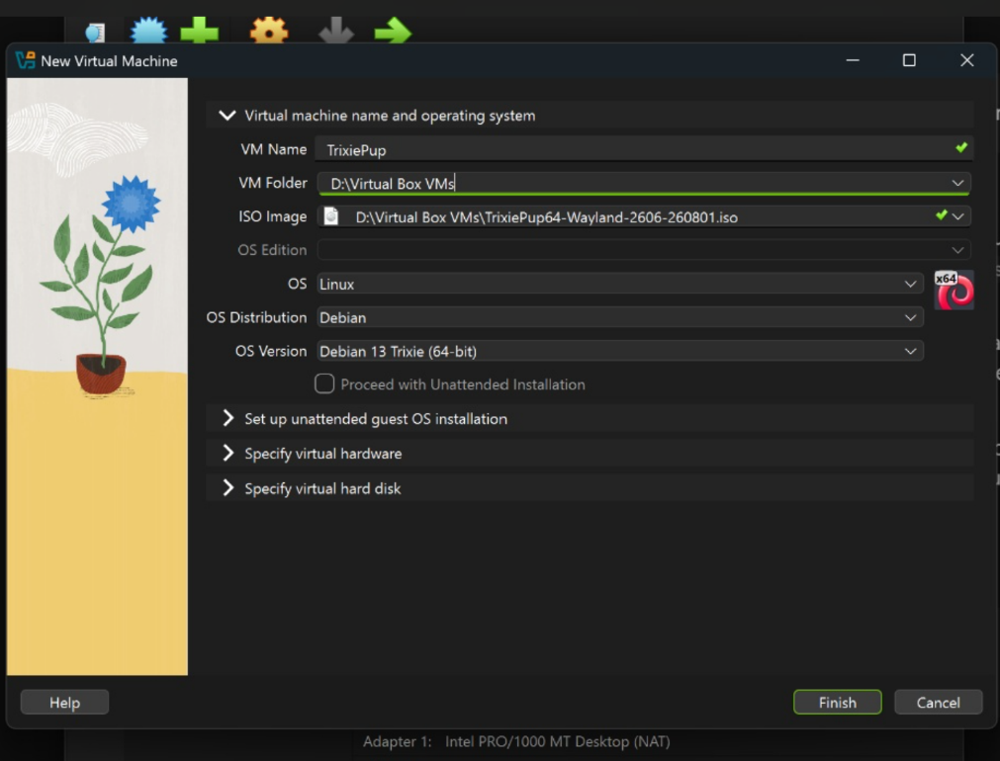 New Virtual Machine
Virtual machine name and operating system
VM Name TrixiePup
VM Folder D:\Virtual Box VMs
ISO Image D:\Virtual Box VMs\TrixiePup64-Wayland-2606-260801.iso
OS Edition
OS Linux
x64
OS Distribution Debian
OS Version Debian 13 Trixie (64-bit)
Proceed with Unattended Installation
Set up unattended guest OS installation
Specify virtual hardware
Specify virtual hard disk
Help Finish Cancel
Adapter 1: Intel PRO/1000 MT Desktop (NAT)